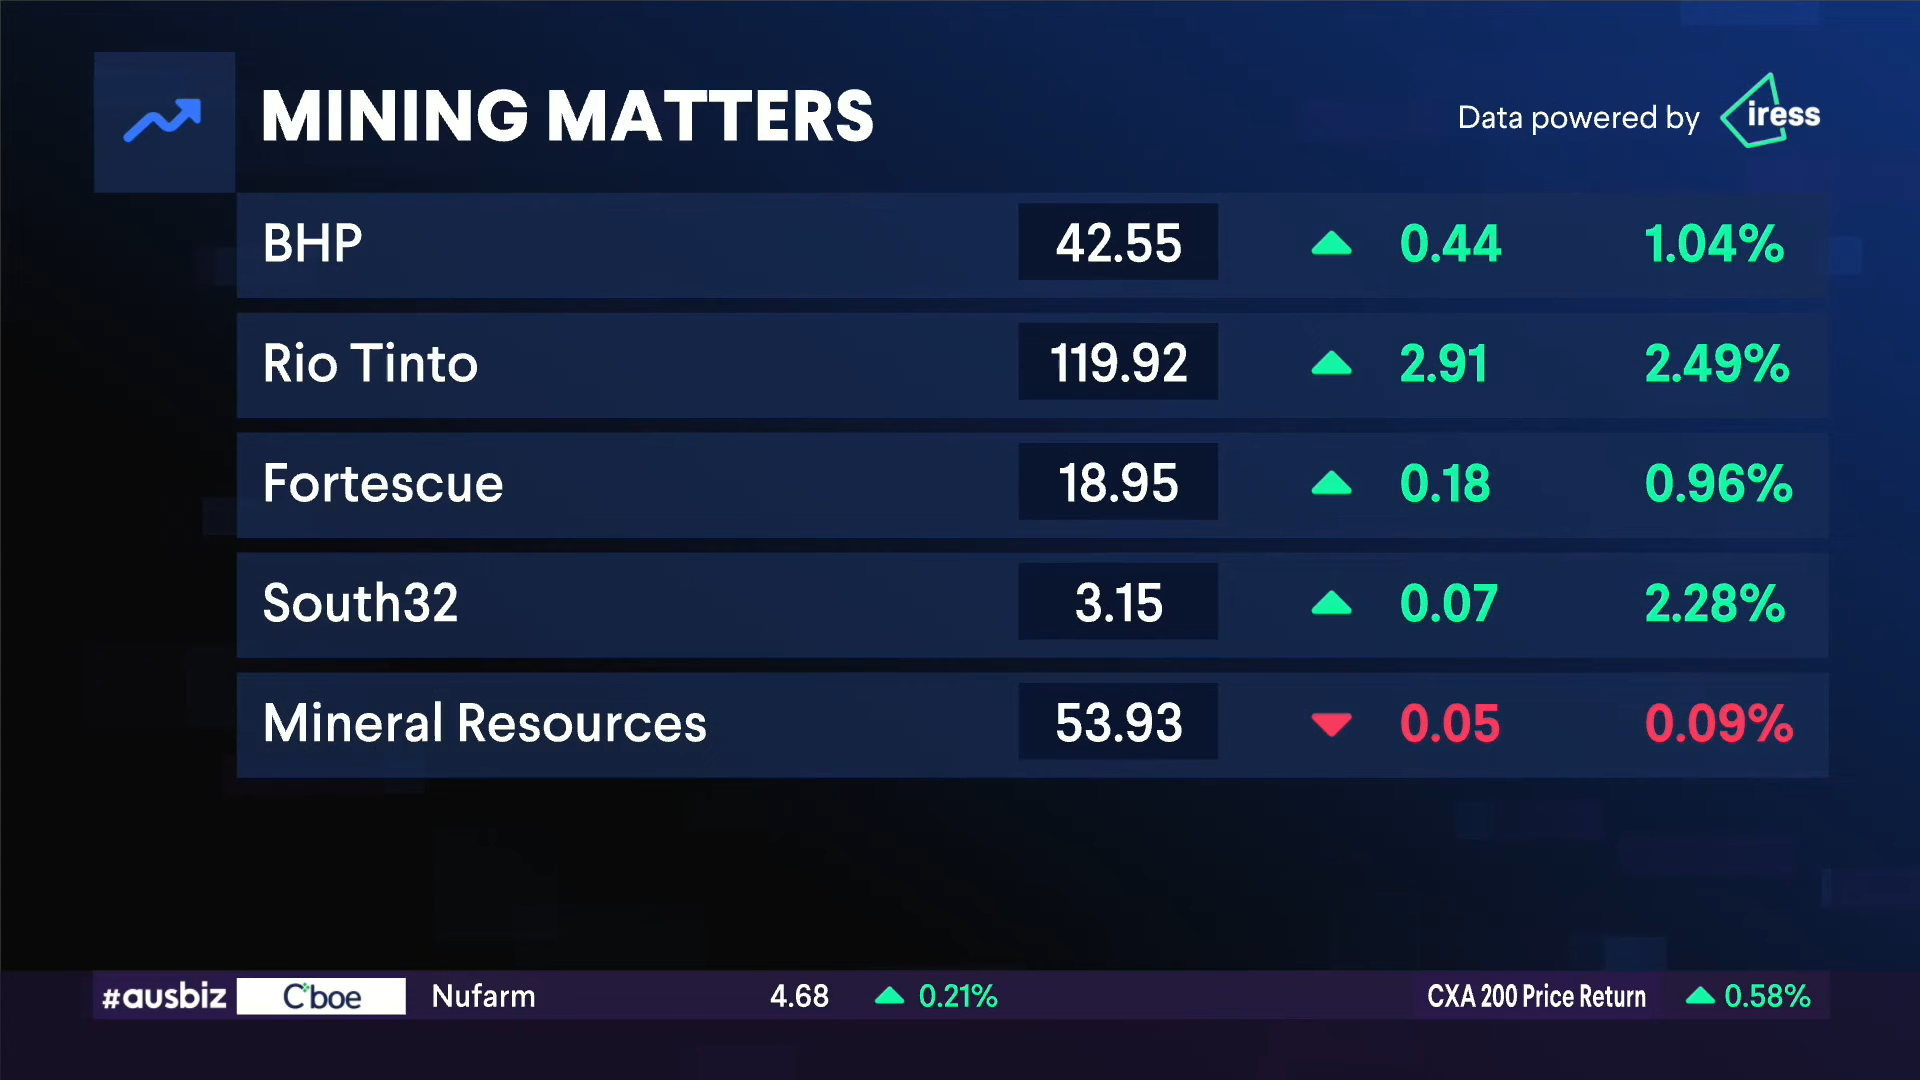 MINING MATTERS
Data powered by iress
BHP 42.55 ▲ 0.44 1.04%
Rio Tinto 119.92 ▲ 2.91 2.49%
Fortescue 18.95 ▲ 0.18 0.96%
South32 3.15 ▲ 0.07 2.28%
Mineral Resources 53.93 ▼ 0.05 0.09%
#ausbiz Cboe Nufarm 4.68 ▲ 0.21% CXA 200 Price Return ▲ 0.58%